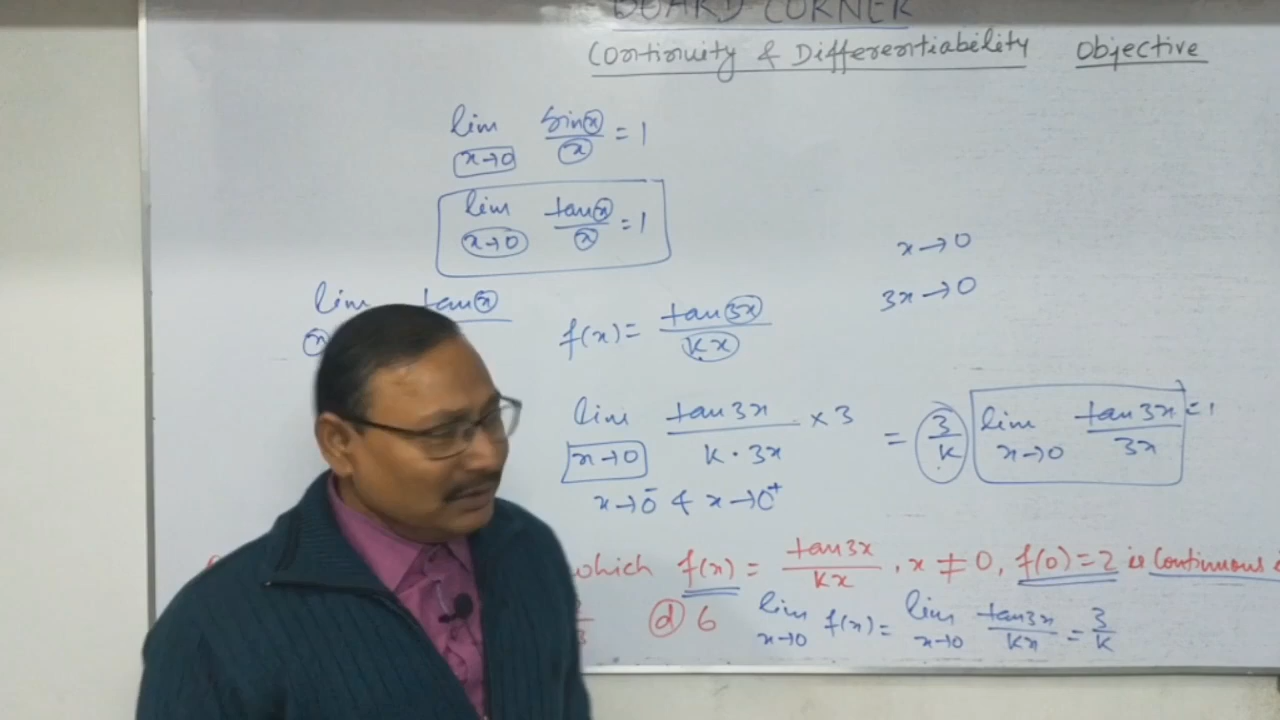 BOARD CORNER
Continuity & Differentiability Objective
lim x→0 sin x / x = 1
lim x→0 tan x / x = 1
x→0
3x→0
lim tan x
f(x) = tan 3x / kx
lim x→0 tan 3x / k · 3x × 3 = 3/k lim x→0 tan 3x / 3x = 1
x→0⁻ & x→0⁺
which f(x) = tan 3x / kx, x ≠ 0, f(0) = 2 is continuous
(d) 6 lim x→0 f(x) = lim x→0 tan 3x / kx = 3/k